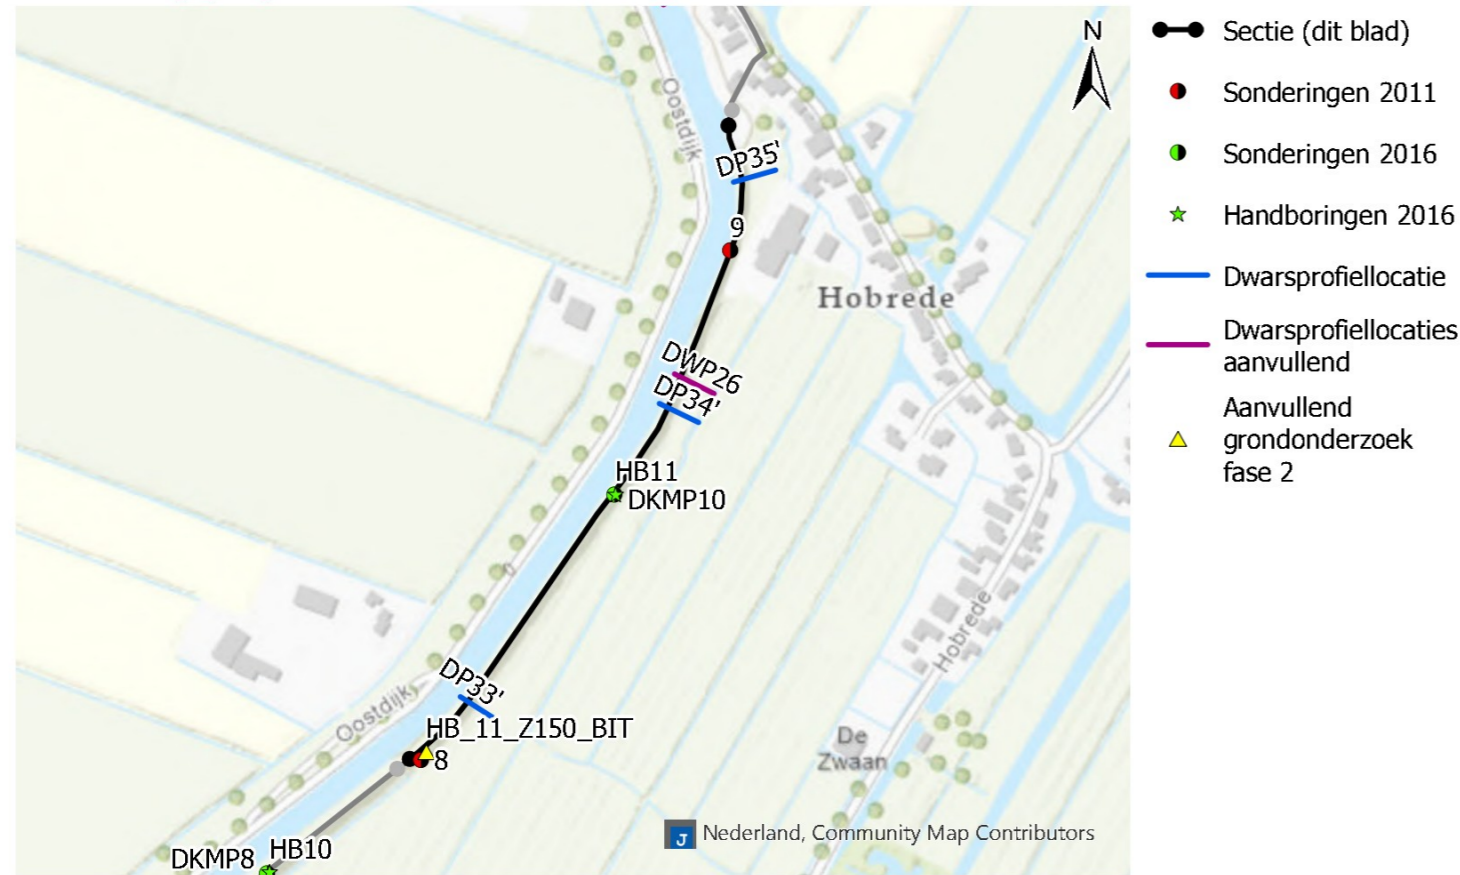 N
Oostdijk
DP35'
9
Hobrede
DWP26
DP34'
HB11
DKMP10
Hobrede
DP33'
Oostdijk
HB_11_Z150_BIT
8
De
Zwaan
J Nederland, Community Map Contributors
DKMP8
HB10
Sectie (dit blad)
Sonderingen 2011
Sonderingen 2016
Handboringen 2016
Dwarsprofiellocatie
Dwarsprofiellocaties
aanvullend
Aanvullend
grondonderzoek
fase 2